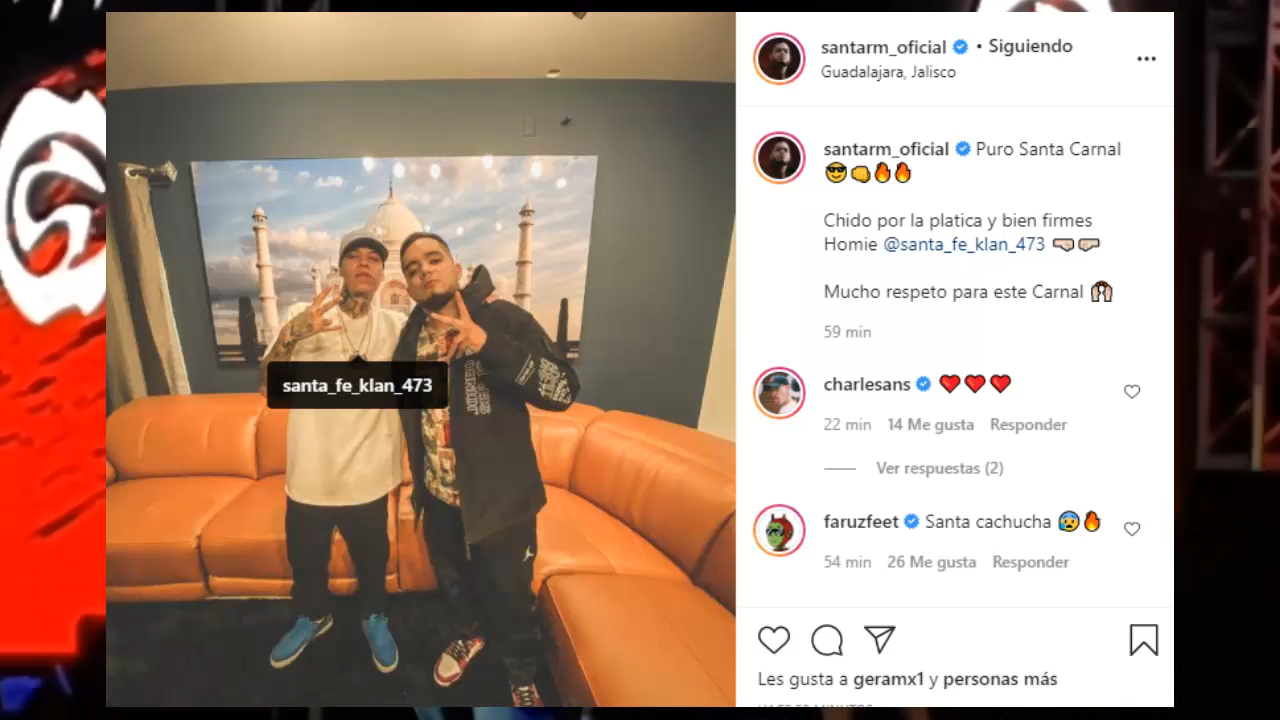 santarm_oficial • Siguiendo
Guadalajara, Jalisco
santarm_oficial Puro Santa Carnal
😎👊🔥🔥
Chido por la platica y bien firmes
Homie @santa_fe_klan_473 🤜🏻🤛🏻
Mucho respeto para este Carnal 🙌🏻
59 min
santa_fe_klan_473
charlesans ❤️❤️❤️
22 min 14 Me gusta Responder
Ver respuestas (2)
faruzfeet Santa cachucha 😰🔥
54 min 26 Me gusta Responder
Les gusta a geramx1 y personas más